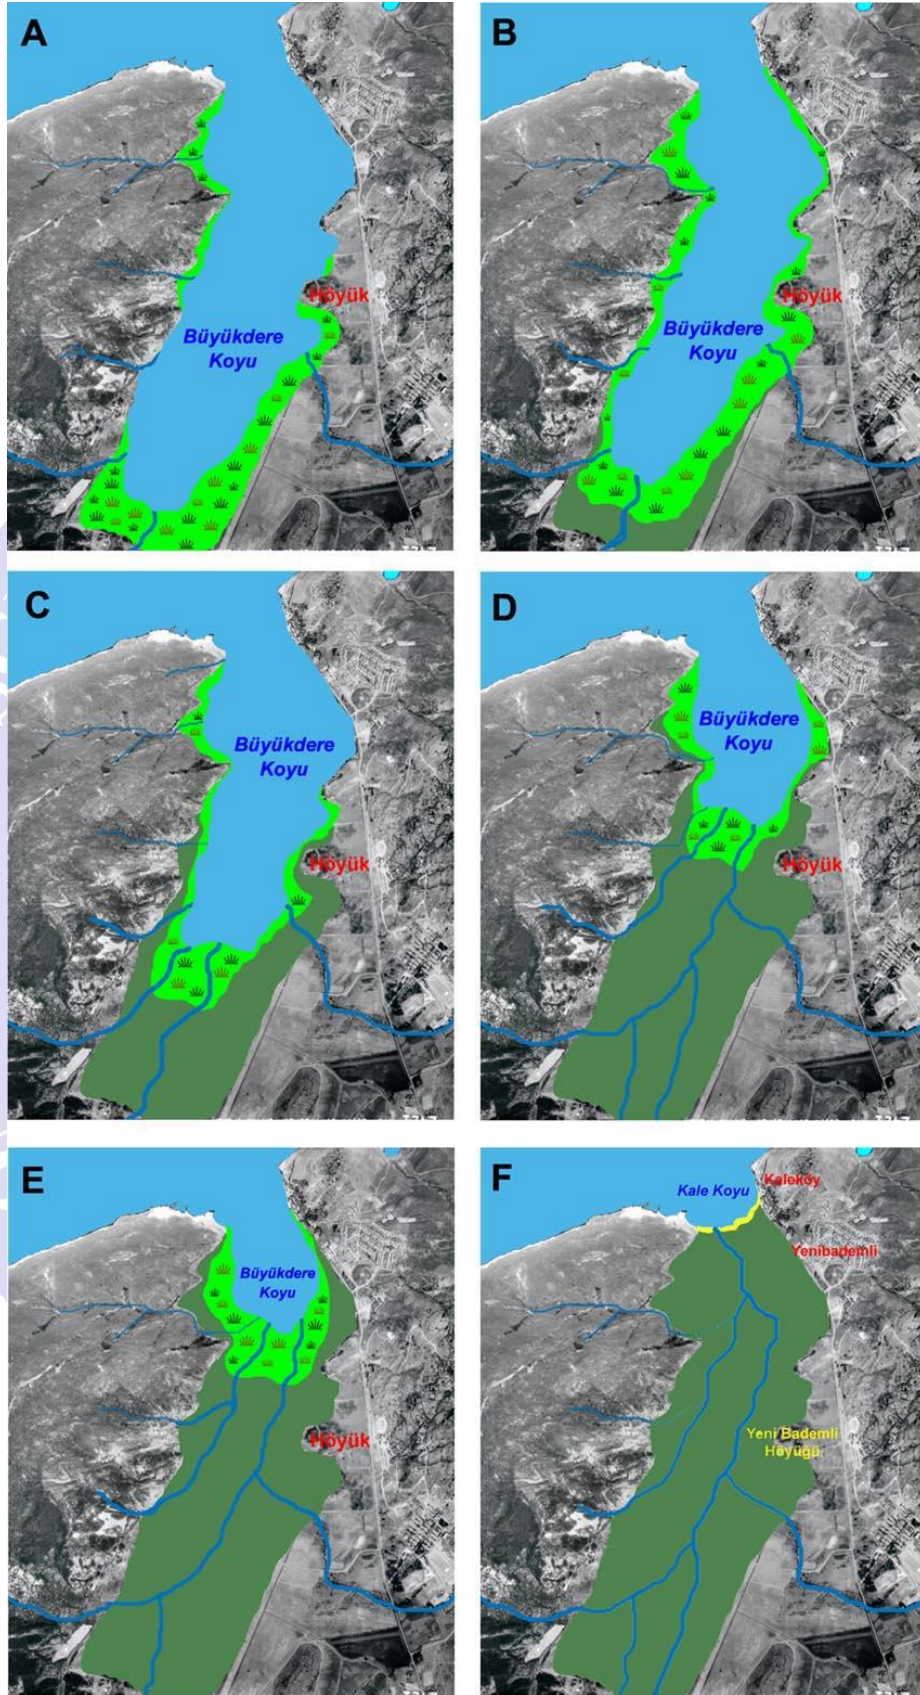 A
Höyük
Büyükdere
Koyu
B
Höyük
Büyükdere
Koyu
C
Büyükdere
Koyu
Höyük
D
Büyükdere
Koyu
Höyük
E
Büyükdere
Koyu
Höyük
F
Kale Koyu
Kaleköy
Yenibademli
Yeni Bademli
Höyüğü